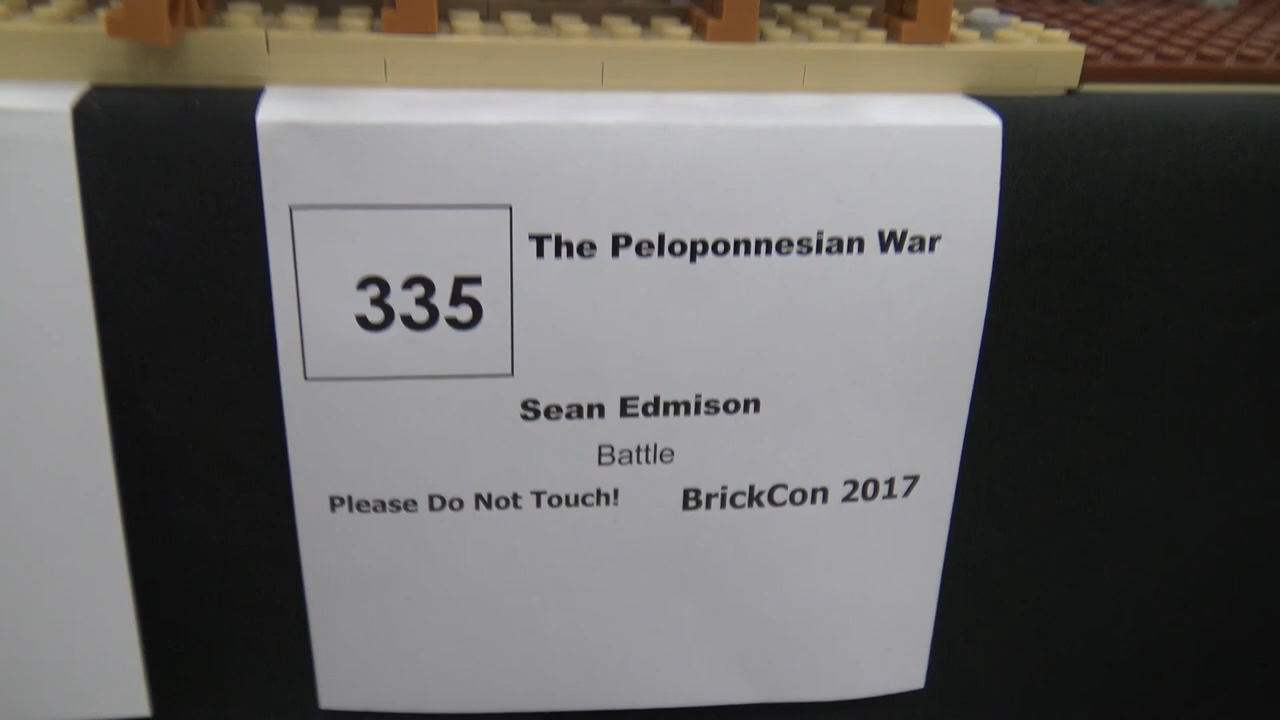 335
The Peloponnesian War
Sean Edmison
Battle
Please Do Not Touch! BrickCon 2017